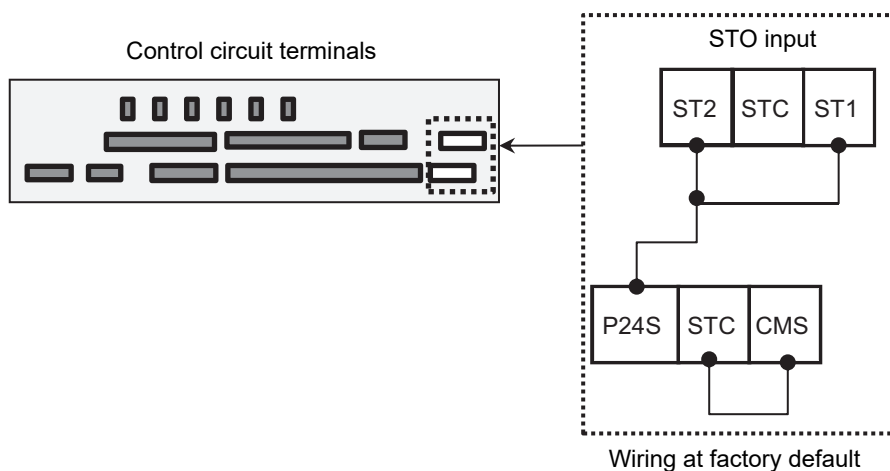 Control circuit terminals
STO input
ST2 STC ST1
P24S STC CMS
Wiring at factory default